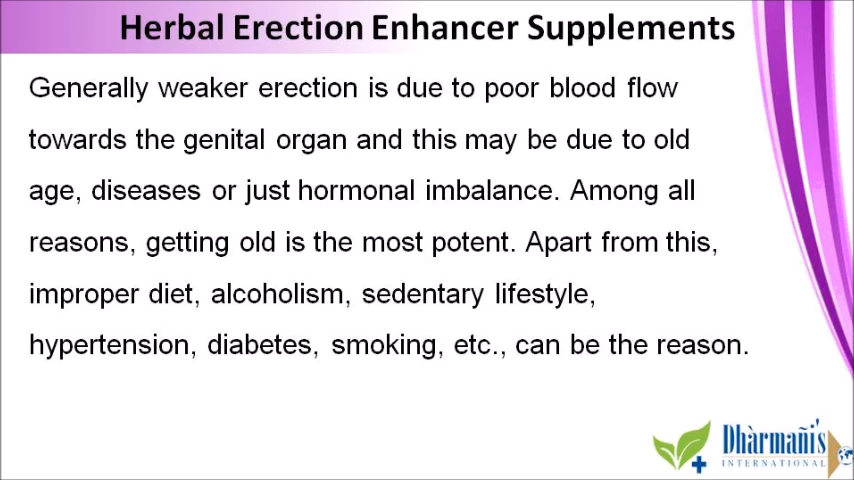 Herbal Erection Enhancer Supplements
Generally weaker erection is due to poor blood flow
towards the genital organ and this may be due to old
age, diseases or just hormonal imbalance. Among all
reasons, getting old is the most potent. Apart from this,
improper diet, alcoholism, sedentary lifestyle,
hypertension, diabetes, smoking, etc., can be the reason.
Dhàrmañi's
INTERNATIONAL